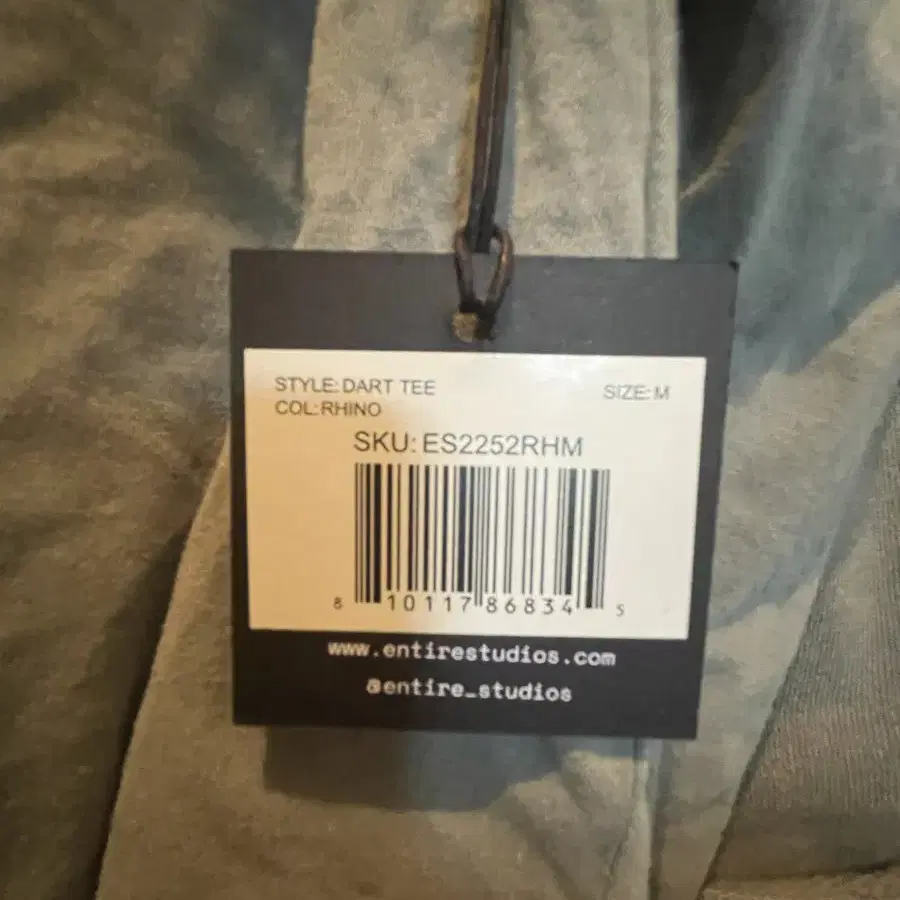 STYLE: DART TEE SIZE: M
COL: RHINO
SKU: ES2252RHM
8 10117 86834 5
www.entirestudios.com
@entire_studios